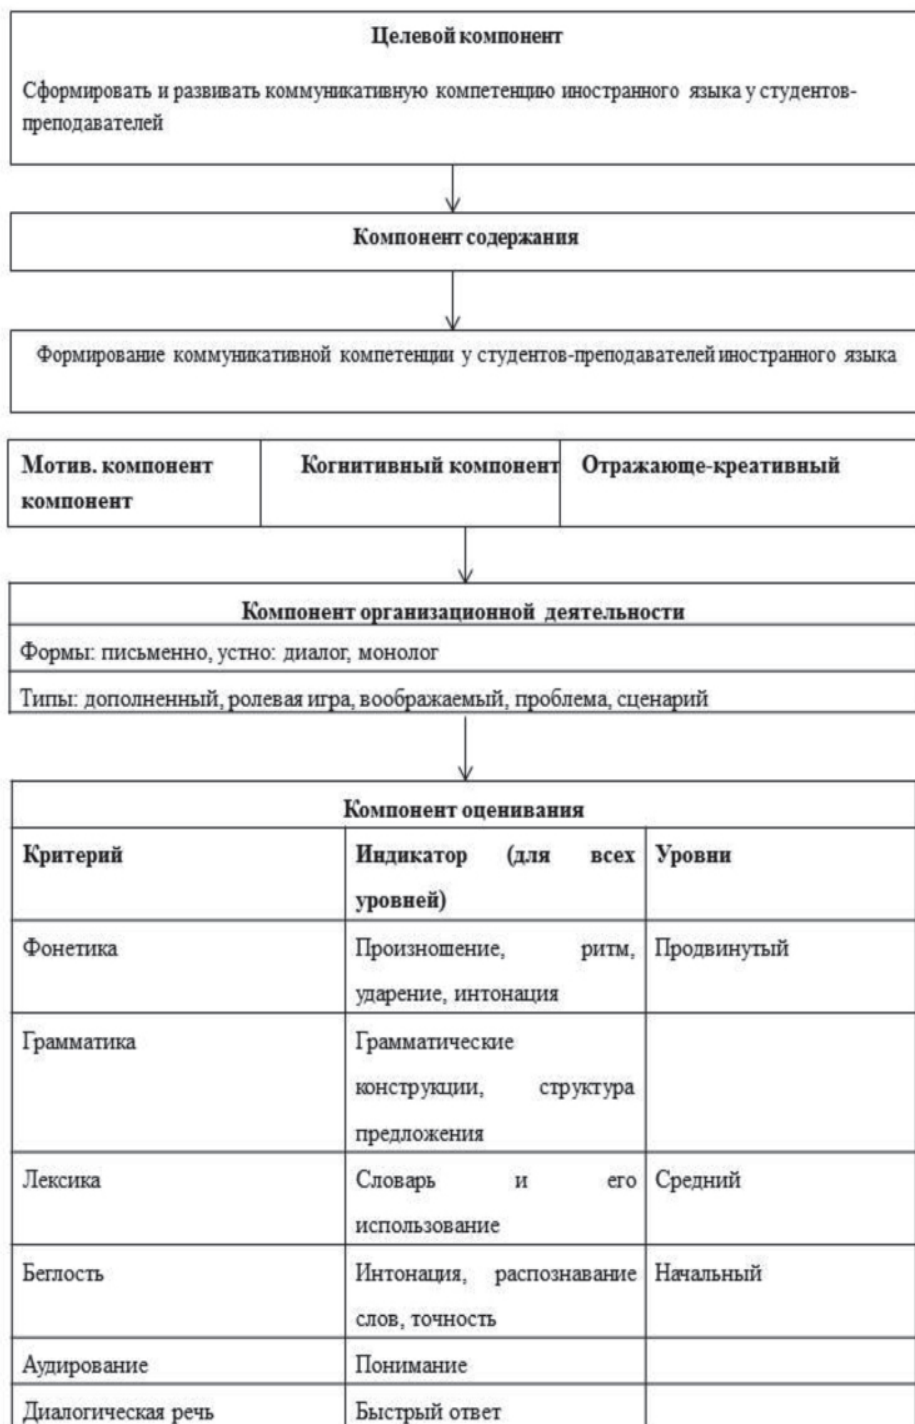 Целевой компонент
Сформировать и развивать коммуникативную компетенцию иностранного языка у студентов-
преподавателей
Компонент содержания
Формирование коммуникативной компетенции у студентов-преподавателей иностранного языка
Мотив. компонент
компонент
Когнитивный компонент
Отражающе-креативный
Компонент организационной деятельности
Формы: письменно, устно: диалог, монолог
Типы: дополненный, ролевая игра, воображаемый, проблема, сценарий
Компонент оценивания
Критерий
Индикатор (для всех
уровней)
Уровни
Фонетика
Произношение, ритм,
ударение, интонация
Продвинутый
Грамматика
Грамматические
конструкции, структура
предложения
Лексика
Словарь и его
использование
Средний
Беглость
Интонация, распознавание
слов, точность
Начальный
Аудирование
Понимание
Диалогическая речь
Быстрый ответ